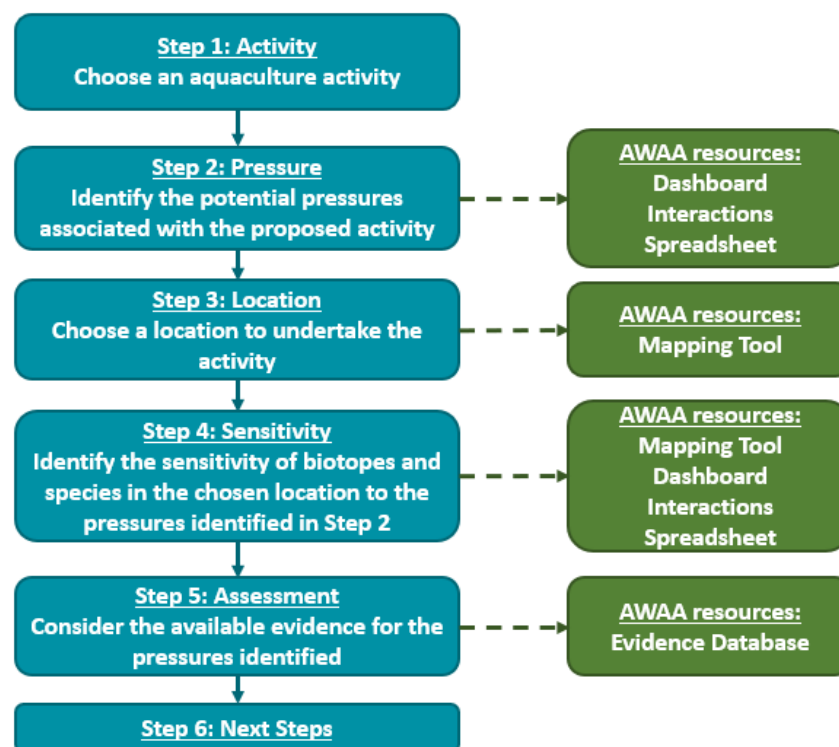 Step 1: Activity
Choose an aquaculture activity
Step 2: Pressure
Identify the potential pressures
associated with the proposed activity
AWAA resources:
Dashboard
Interactions
Spreadsheet
Step 3: Location
Choose a location to undertake the
activity
AWAA resources:
Mapping Tool
Step 4: Sensitivity
Identify the sensitivity of biotopes and
species in the chosen location to the
pressures identified in Step 2
AWAA resources:
Mapping Tool
Dashboard
Interactions
Spreadsheet
Step 5: Assessment
Consider the available evidence for the
pressures identified
AWAA resources:
Evidence Database
Step 6: Next Steps